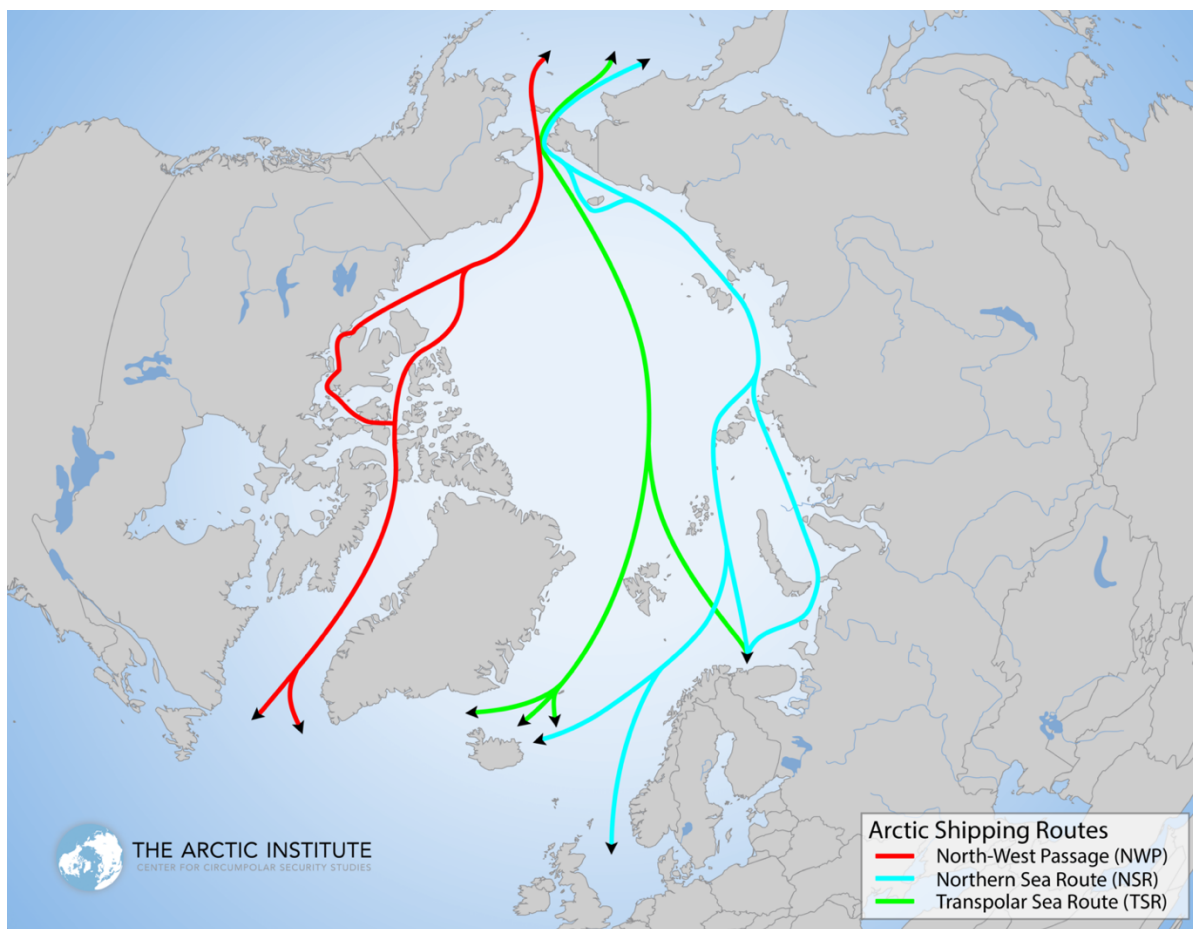 THE ARCTIC INSTITUTE
CENTER FOR CIRCUMPOLAR SECURITY STUDIES
Arctic Shipping Routes
North-West Passage (NWP)
Northern Sea Route (NSR)
Transpolar Sea Route (TSR)